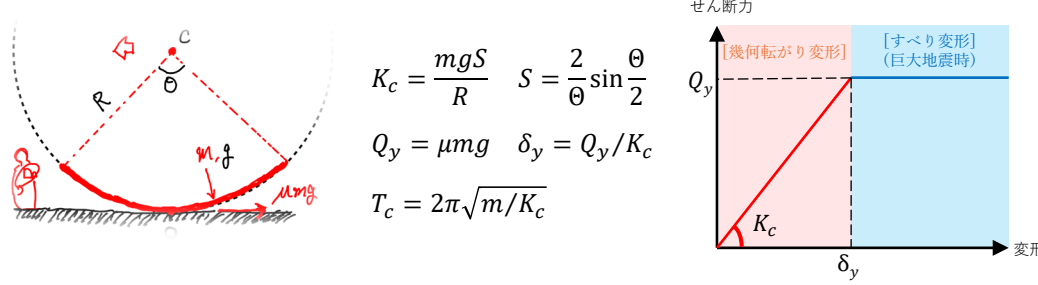 C
R
Θ
m, g
μmg
K_c = mgS/R    S = 2/Θ sin Θ/2
Q_y = μmg    δ_y = Q_y/K_c
T_c = 2π√(m/K_c)
せん断力
[幾何転がり変形]
[すべり変形]
(巨大地震時)
Q_y
K_c
δ_y
変形